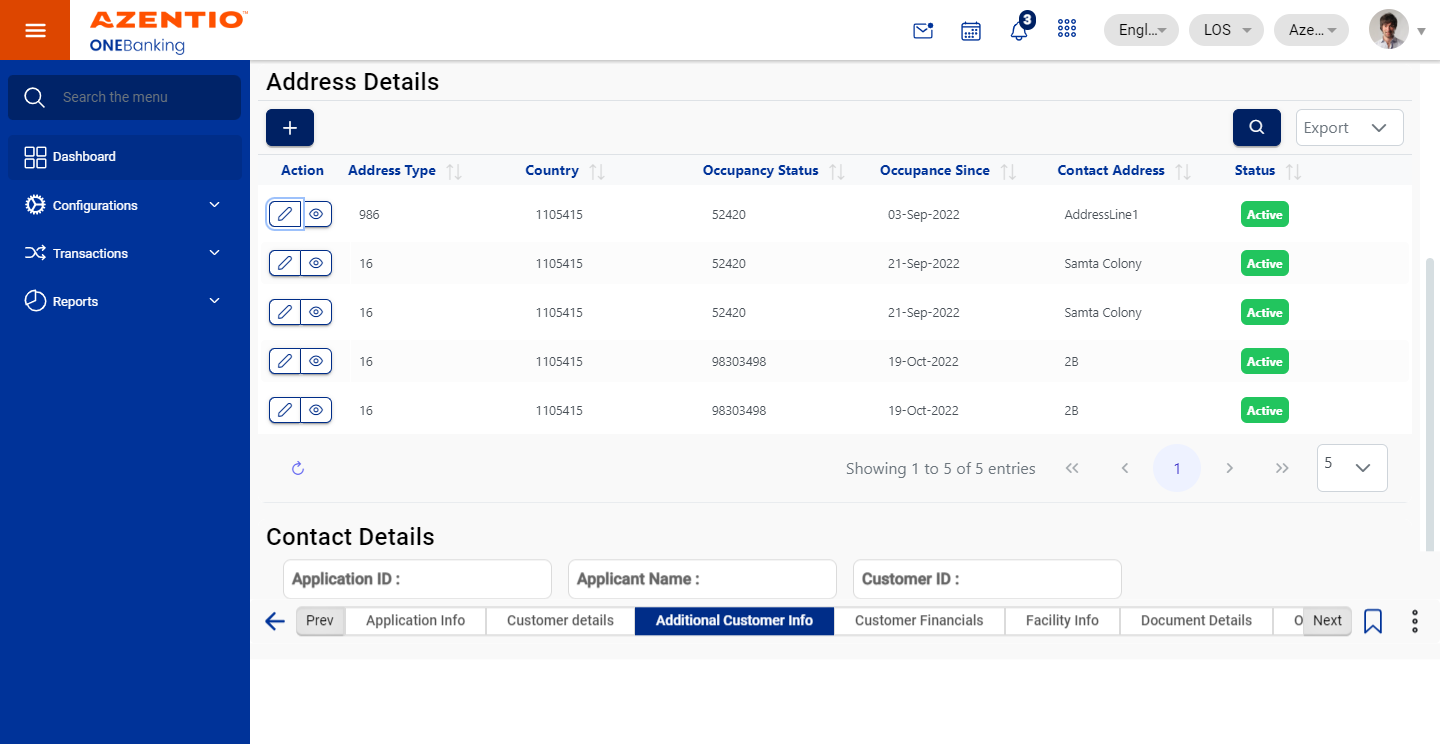 AZENTIO™
ONEBanking
3
Engl...
LOS
Aze...
Search the menu
Dashboard
Configurations
Transactions
Reports
Address Details
+
Export
Action Address Type Country Occupancy Status Occupance Since Contact Address Status
986 1105415 52420 03-Sep-2022 AddressLine1 Active
16 1105415 52420 21-Sep-2022 Samta Colony Active
16 1105415 52420 21-Sep-2022 Samta Colony Active
16 1105415 98303498 19-Oct-2022 2B Active
16 1105415 98303498 19-Oct-2022 2B Active
Showing 1 to 5 of 5 entries « ‹ 1 › » 5
Contact Details
Application ID : Applicant Name : Customer ID :
Prev Application Info Customer details Additional Customer Info Customer Financials Facility Info Document Details O Next